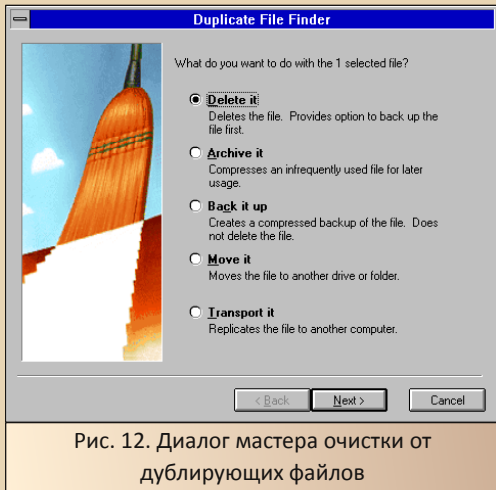 Duplicate File Finder
What do you want to do with the 1 selected file?
Delete it
Deletes the file. Provides option to back up the
file first.
Archive it
Compresses an infrequently used file for later
usage.
Back it up
Creates a compressed backup of the file. Does
not delete the file.
Move it
Moves the file to another drive or folder.
Transport it
Replicates the file to another computer.
< Back
Next >
Cancel
Рис. 12. Диалог мастера очистки от
дублирующих файлов